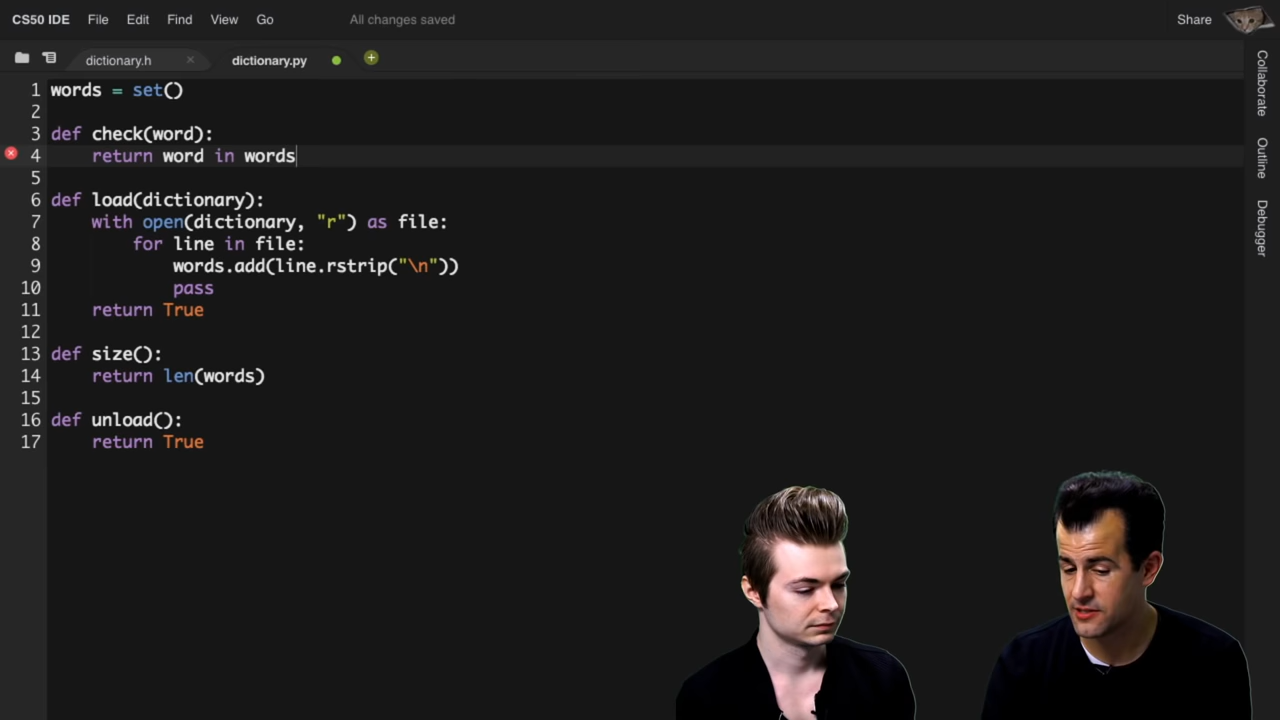 CS50 IDE File Edit Find View Go All changes saved Share
dictionary.h × dictionary.py
1 words = set()
2
3 def check(word):
4     return word in words
5
6 def load(dictionary):
7     with open(dictionary, "r") as file:
8         for line in file:
9             words.add(line.rstrip("\n"))
10             pass
11     return True
12
13 def size():
14     return len(words)
15
16 def unload():
17     return True
Collaborate
Outline
Debugger